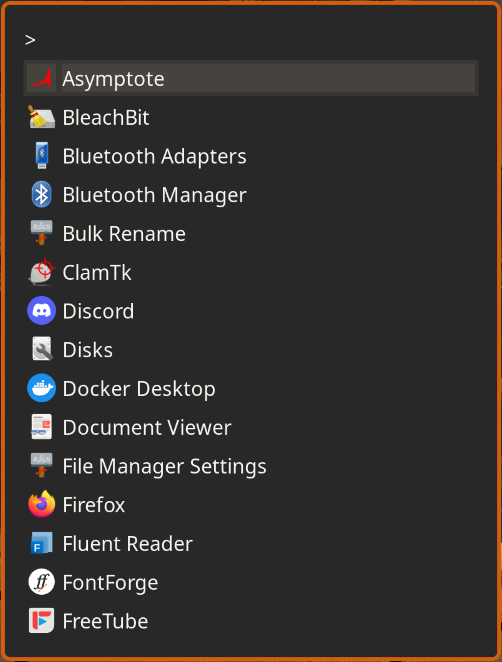 >
Asymptote
BleachBit
Bluetooth Adapters
Bluetooth Manager
Bulk Rename
ClamTk
Discord
Disks
Docker Desktop
Document Viewer
File Manager Settings
Firefox
Fluent Reader
FontForge
FreeTube